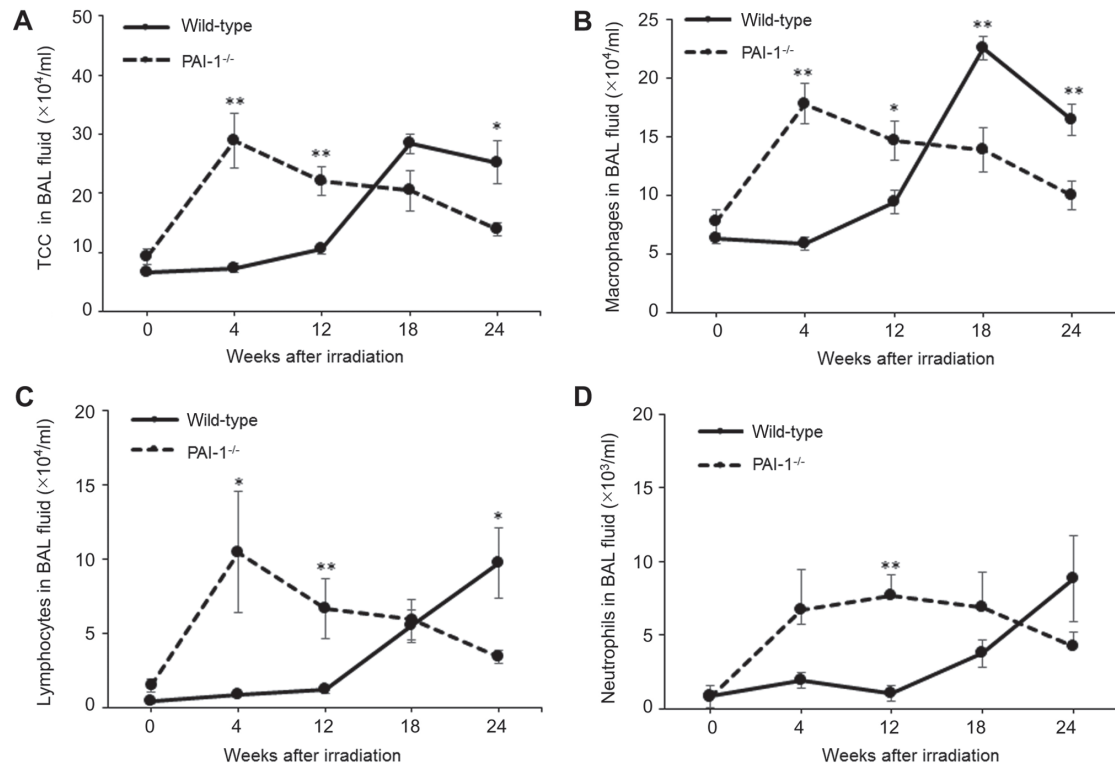 A
Wild-type
PAI-1⁻/⁻
TCC in BAL fluid (×10⁴/ml)
50
40
30
20
10
0
**
**
*
0 4 12 18 24
Weeks after irradiation
B
Wild-type
PAI-1⁻/⁻
Macrophages in BAL fluid (×10⁴/ml)
25
20
15
10
5
0
**
*
**
**
0 4 12 18 24
Weeks after irradiation
C
Wild-type
PAI-1⁻/⁻
Lymphocytes in BAL fluid (×10⁴/ml)
20
15
10
5
0
*
**
*
0 4 12 18 24
Weeks after irradiation
D
Wild-type
PAI-1⁻/⁻
Neutrophils in BAL fluid (×10³/ml)
20
15
10
5
0
**
0 4 12 18 24
Weeks after irradiation